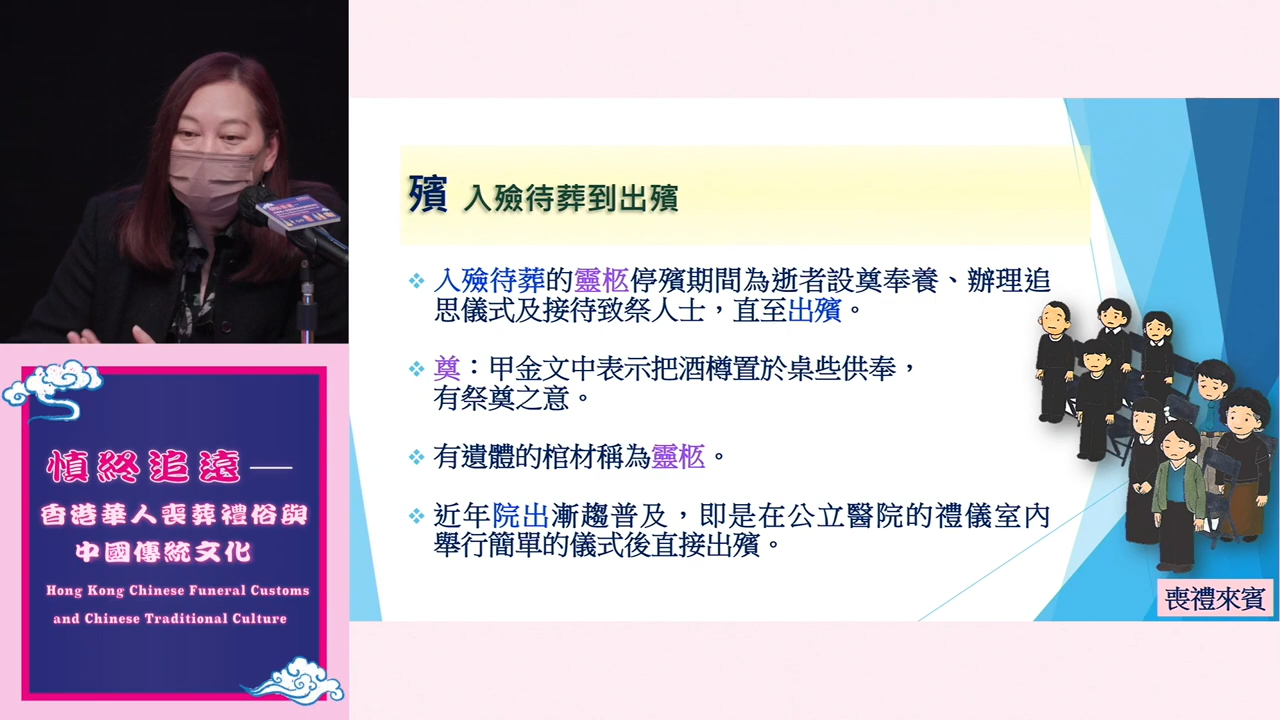 慎終追遠——
香港華人喪葬禮俗與
中國傳統文化
Hong Kong Chinese Funeral Customs
and Chinese Traditional Culture
殯 入殮待葬到出殯
入殮待葬的靈柩停殯期間為逝者設奠奉養、辦理追
思儀式及接待致祭人士，直至出殯。
奠：甲金文中表示把酒樽置於桌些供奉，
有祭奠之意。
有遺體的棺材稱為靈柩。
近年院出漸趨普及，即是在公立醫院的禮儀室內
舉行簡單的儀式後直接出殯。
喪禮來賓